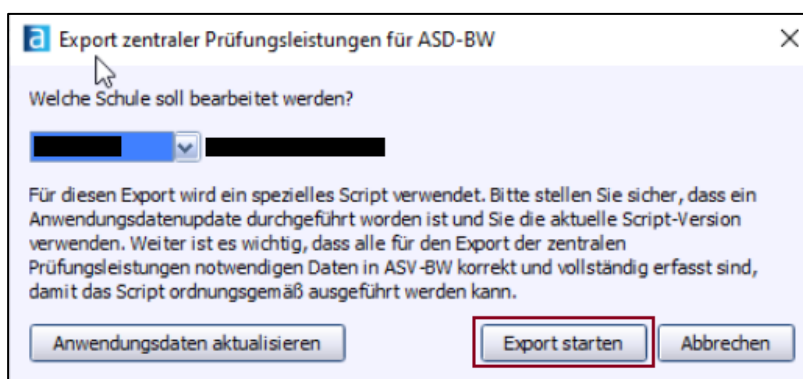 Export zentraler Prüfungsleistungen für ASD-BW
Welche Schule soll bearbeitet werden?
Für diesen Export wird ein spezielles Script verwendet. Bitte stellen Sie sicher, dass ein
Anwendungsdatenupdate durchgeführt worden ist und Sie die aktuelle Script-Version
verwenden. Weiter ist es wichtig, dass alle für den Export der zentralen
Prüfungsleistungen notwendigen Daten in ASV-BW korrekt und vollständig erfasst sind,
damit das Script ordnungsgemäß ausgeführt werden kann.
Anwendungsdaten aktualisieren Export starten Abbrechen